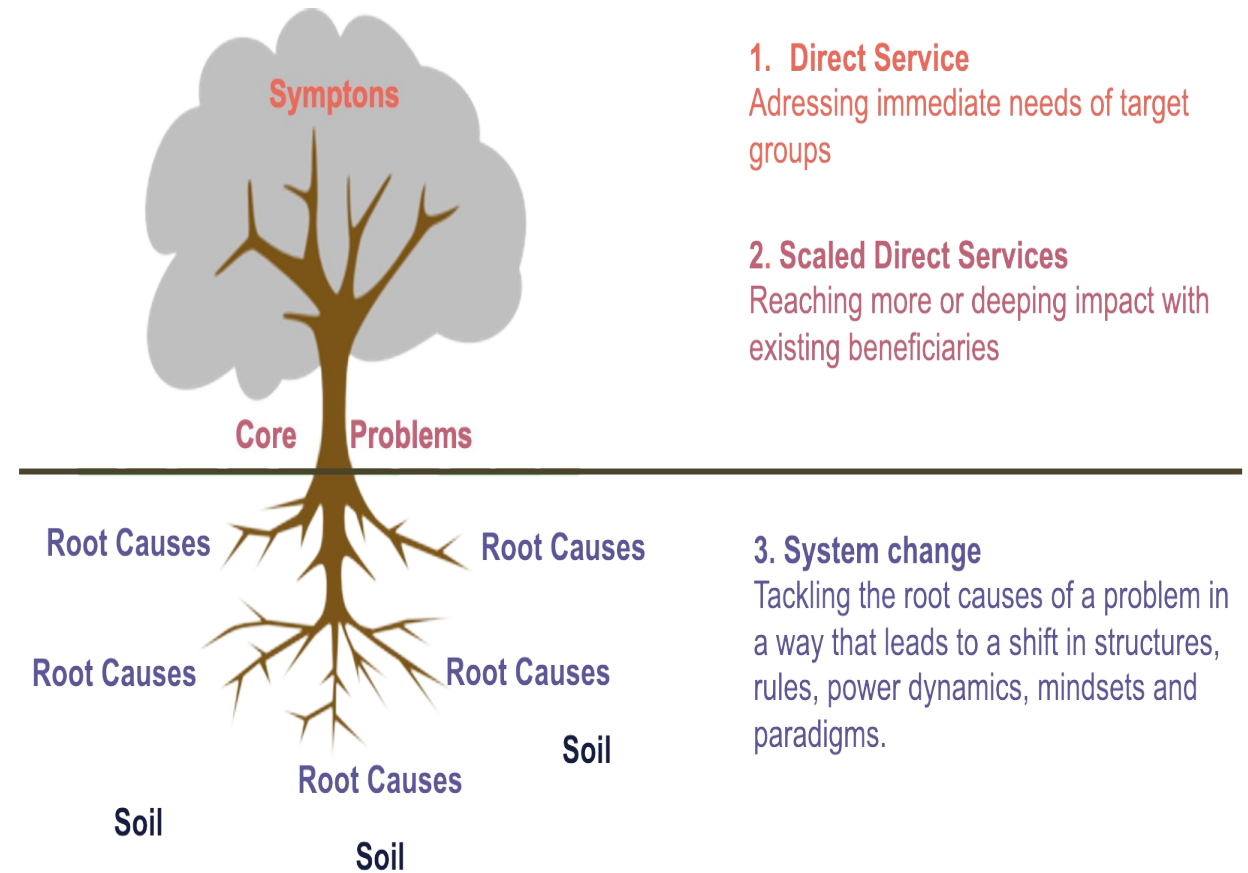 Symptons
Core Problems
Root Causes
Root Causes
Root Causes
Root Causes
Soil
Root Causes
Soil
Soil
1. Direct Service
Adressing immediate needs of target
groups
2. Scaled Direct Services
Reaching more or deeping impact with
existing beneficiaries
3. System change
Tackling the root causes of a problem in
a way that leads to a shift in structures,
rules, power dynamics, mindsets and
paradigms.